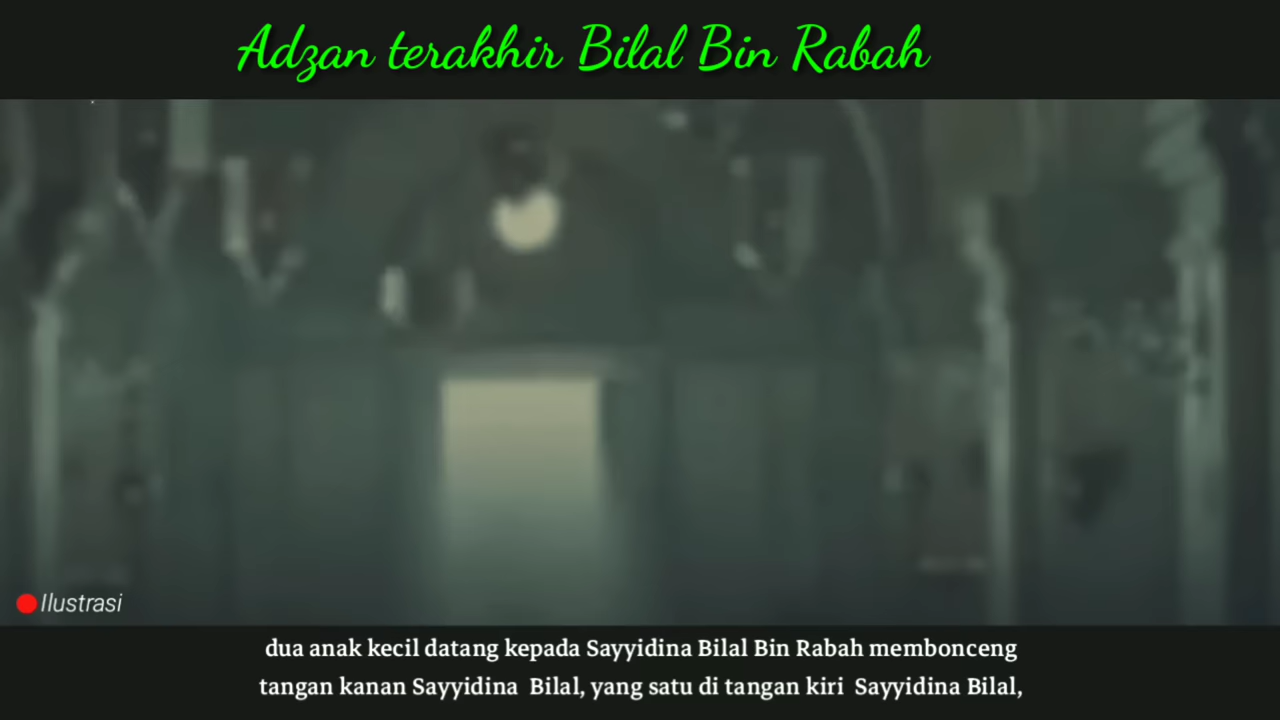 Adzan terakhir Bilal Bin Rabah
Ilustrasi
dua anak kecil datang kepada Sayyidina Bilal Bin Rabah membonceng
tangan kanan Sayyidina Bilal, yang satu di tangan kiri Sayyidina Bilal,